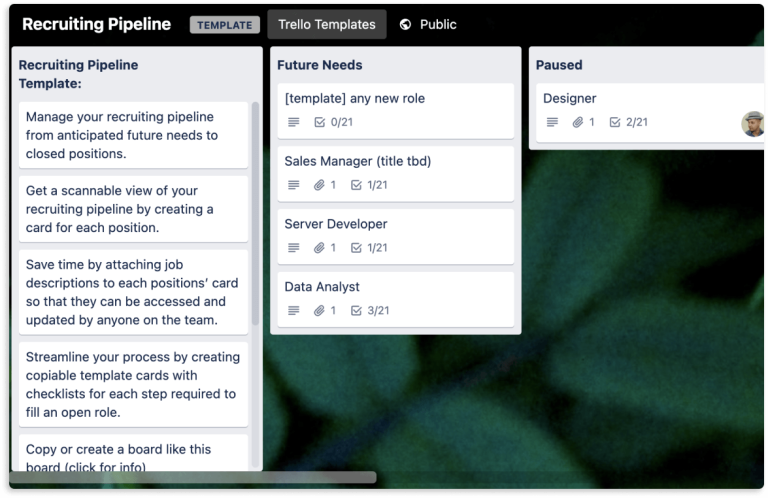 Recruiting Pipeline TEMPLATE Trello Templates Public
Recruiting Pipeline
Template:
Manage your recruiting pipeline
from anticipated future needs to
closed positions.
Get a scannable view of your
recruiting pipeline by creating a
card for each position.
Save time by attaching job
descriptions to each positions’ card
so that they can be accessed and
updated by anyone on the team.
Streamline your process by creating
copiable template cards with
checklists for each step required to
fill an open role.
Copy or create a board like this
board (click for info)
Future Needs
[template] any new role
0/21
Sales Manager (title tbd)
1 1/21
Server Developer
1 1/21
Data Analyst
1 3/21
Paused
Designer
1 2/21